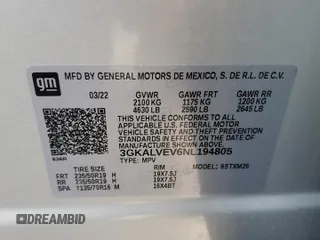 gm
MFD BY GENERAL MOTORS DE MEXICO, S. DE R.L. DE C.V.
03/22 GVWR GAWR FRT GAWR RR
2100 KG 1175 KG 1200 KG
4630 LB 2590 LB 2645 LB
THIS VEHICLE CONFORMS TO ALL APPLICABLE
U.S. FEDERAL MOTOR VEHICLE SAFETY, BUMPER,
AND THEFT PREVENTION STANDARDS IN EFFECT
ON THE DATE OF MANUFACTURE SHOWN ABOVE.
3GKALVEV6NL194805
TYPE: MPV MODEL: 6STXM26
TIRE SIZE RIM
FRT 235/50R19 H 19X7.5J
RR 235/50R19 H 19X7.5J
SPA T135/70R16 M 16X4BT
DREAMBID